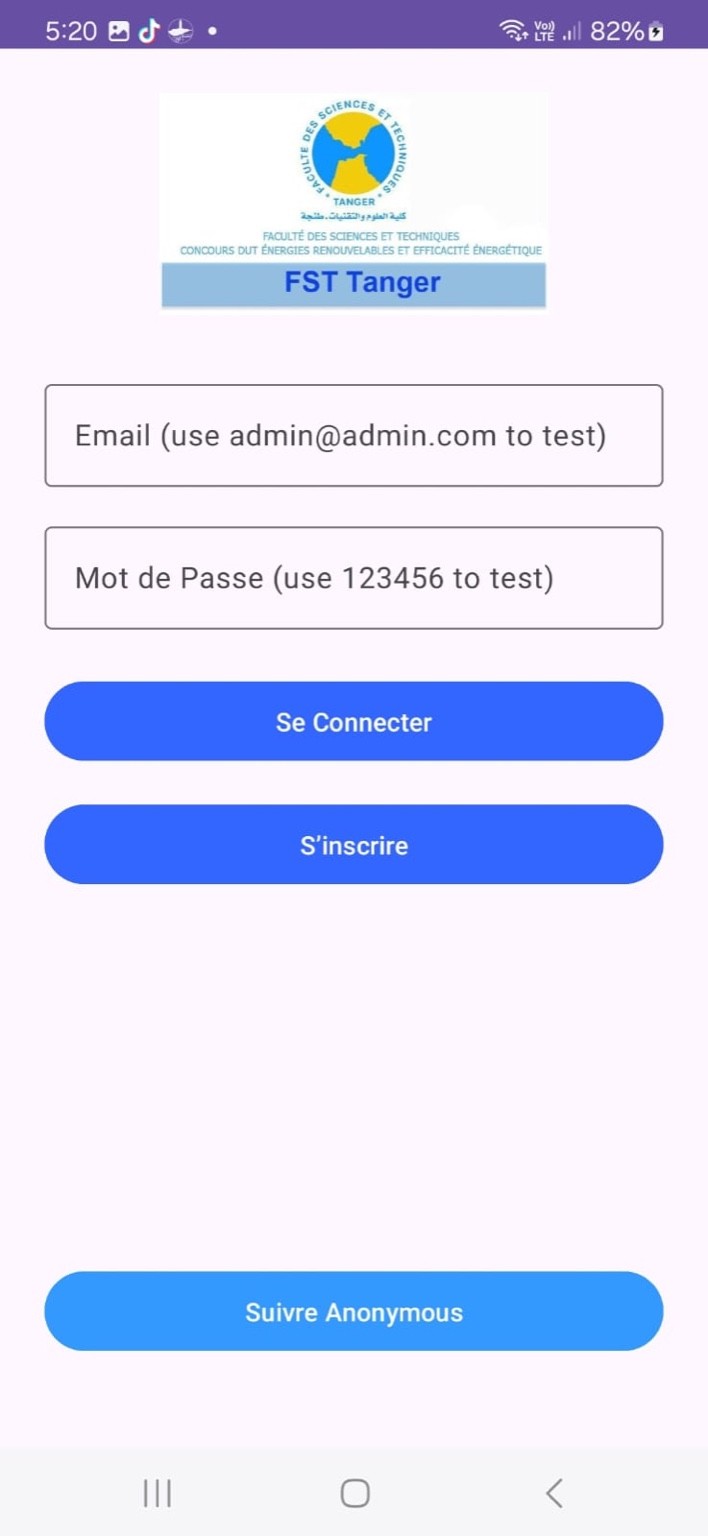 5:20
Vo)) LTE 82%
FACULTE DES SCIENCES ET TECHNIQUES
TANGER
كلية العلوم والتقنيات - طنجة
FACULTÉ DES SCIENCES ET TECHNIQUES
CONCOURS DUT ÉNERGIES RENOUVELABLES ET EFFICACITÉ ÉNERGÉTIQUE
FST Tanger
Email (use admin@admin.com to test)
Mot de Passe (use 123456 to test)
Se Connecter
S’inscrire
Suivre Anonymous